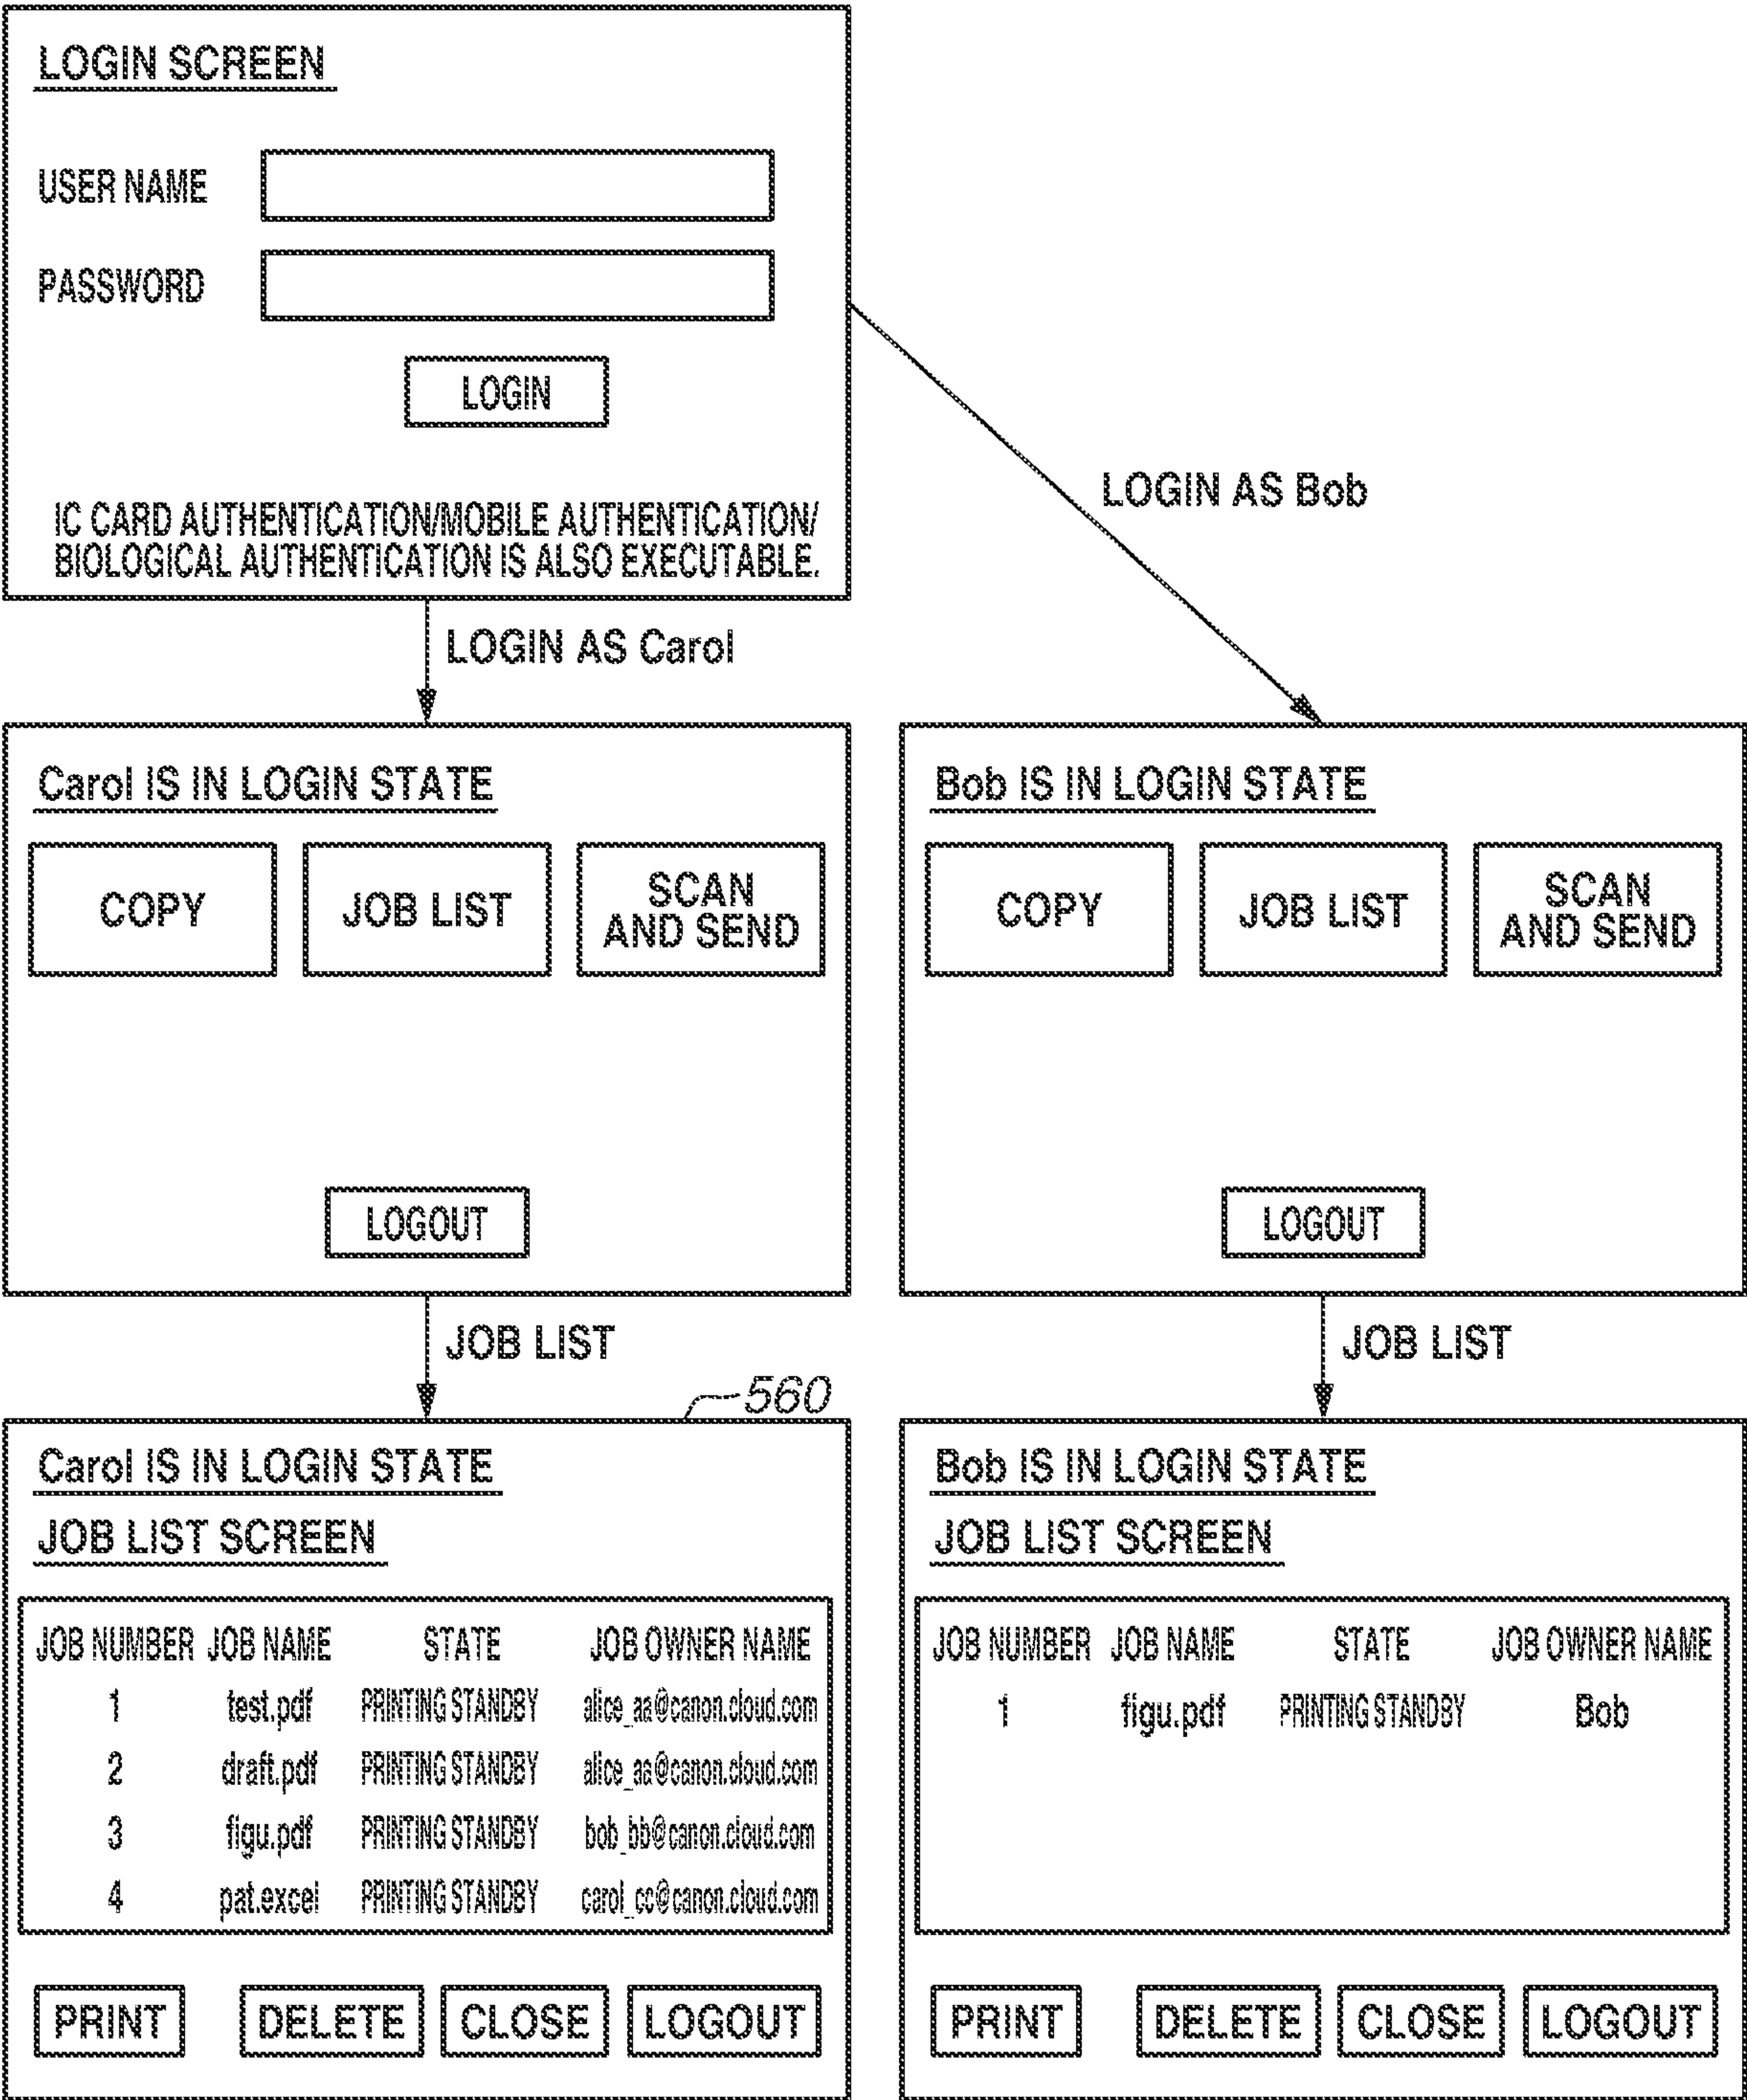 LOGIN SCREEN
USER NAME
PASSWORD
LOGIN
IC CARD AUTHENTICATION/MOBILE AUTHENTICATION/
BIOLOGICAL AUTHENTICATION IS ALSO EXECUTABLE.
LOGIN AS Bob
LOGIN AS Carol
Carol IS IN LOGIN STATE
COPY
JOB LIST
SCAN
AND SEND
LOGOUT
Bob IS IN LOGIN STATE
COPY
JOB LIST
SCAN
AND SEND
LOGOUT
JOB LIST
JOB LIST
560
Carol IS IN LOGIN STATE
JOB LIST SCREEN
JOB NUMBER JOB NAME STATE JOB OWNER NAME
1 test.pdf PRINTING STANDBY alice_aa@canon.cloud.com
2 draft.pdf PRINTING STANDBY alice_aa@canon.cloud.com
3 figu.pdf PRINTING STANDBY bob_bb@canon.cloud.com
4 pat.excel PRINTING STANDBY carol_cc@canon.cloud.com
PRINT DELETE CLOSE LOGOUT
Bob IS IN LOGIN STATE
JOB LIST SCREEN
JOB NUMBER JOB NAME STATE JOB OWNER NAME
1 figu.pdf PRINTING STANDBY Bob
PRINT DELETE CLOSE LOGOUT